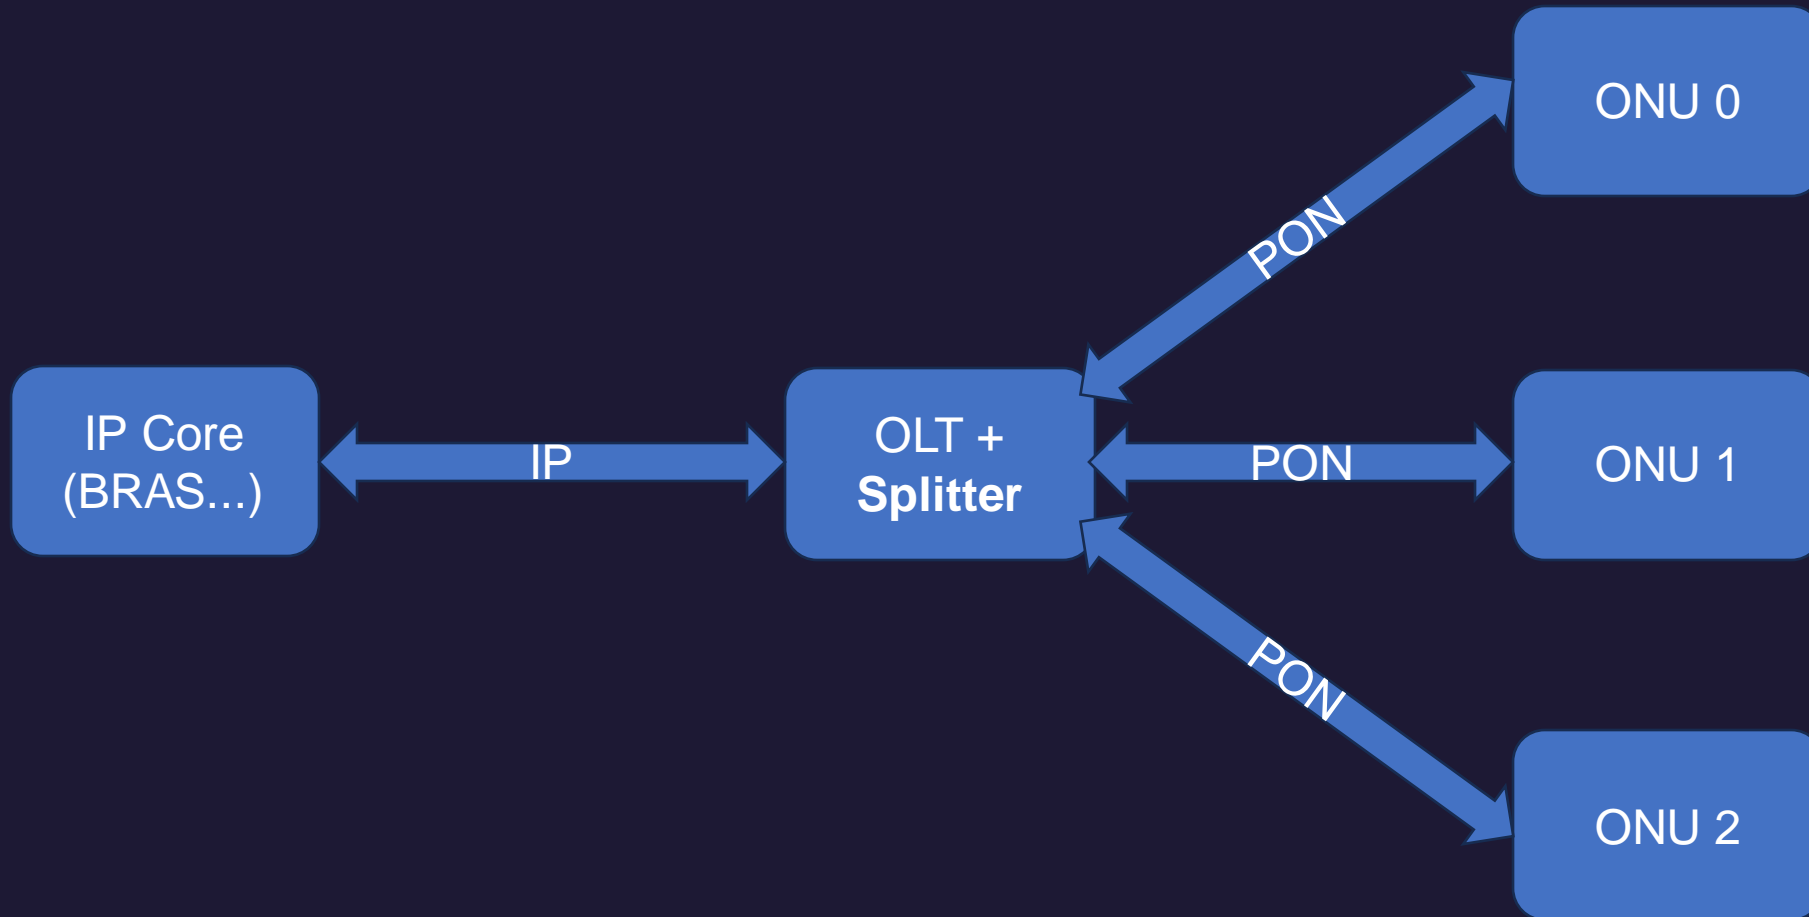 IP Core
(BRAS...)
IP
OLT +
Splitter
PON
ONU 0
PON
ONU 1
PON
ONU 2